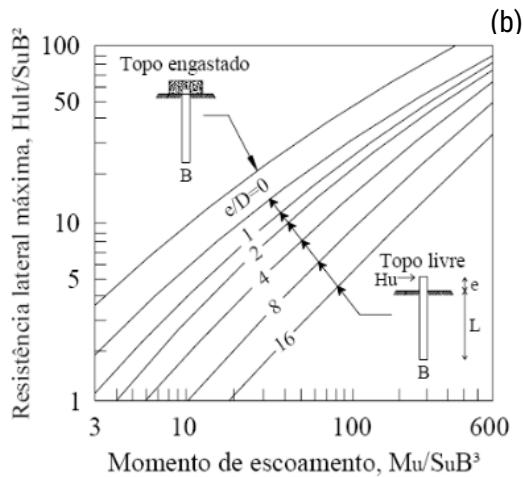 (b)
Resistência lateral máxima, Hult/SuB²
100
50
10
5
1
Topo engastado
B
e/D=0
1
2
4
8
16
Topo livre
Hu
e
L
B
3
10
100
600
Momento de escoamento, Mu/SuB³